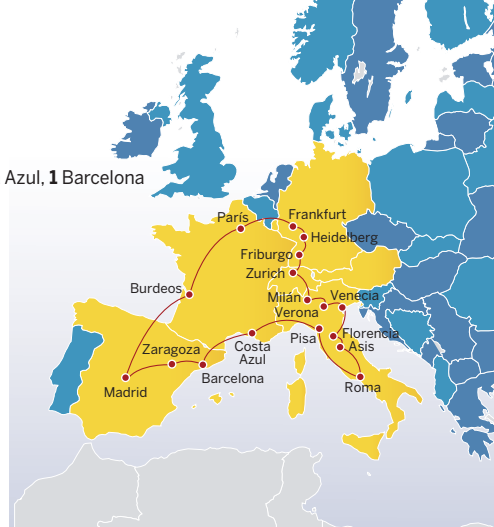 Azul, 1 Barcelona
París
Frankfurt
Heidelberg
Friburgo
Zurich
Burdeos
Milán
Venecia
Verona
Zaragoza
Costa
Azul
Pisa
Florencia
Asis
Madrid
Barcelona
Roma